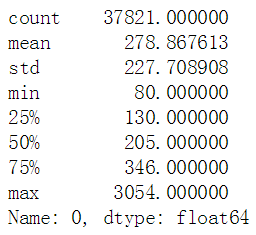 count    37821.000000
mean       278.867613
std        227.708908
min         80.000000
25%        130.000000
50%        205.000000
75%        346.000000
max       3054.000000
Name: 0, dtype: float64